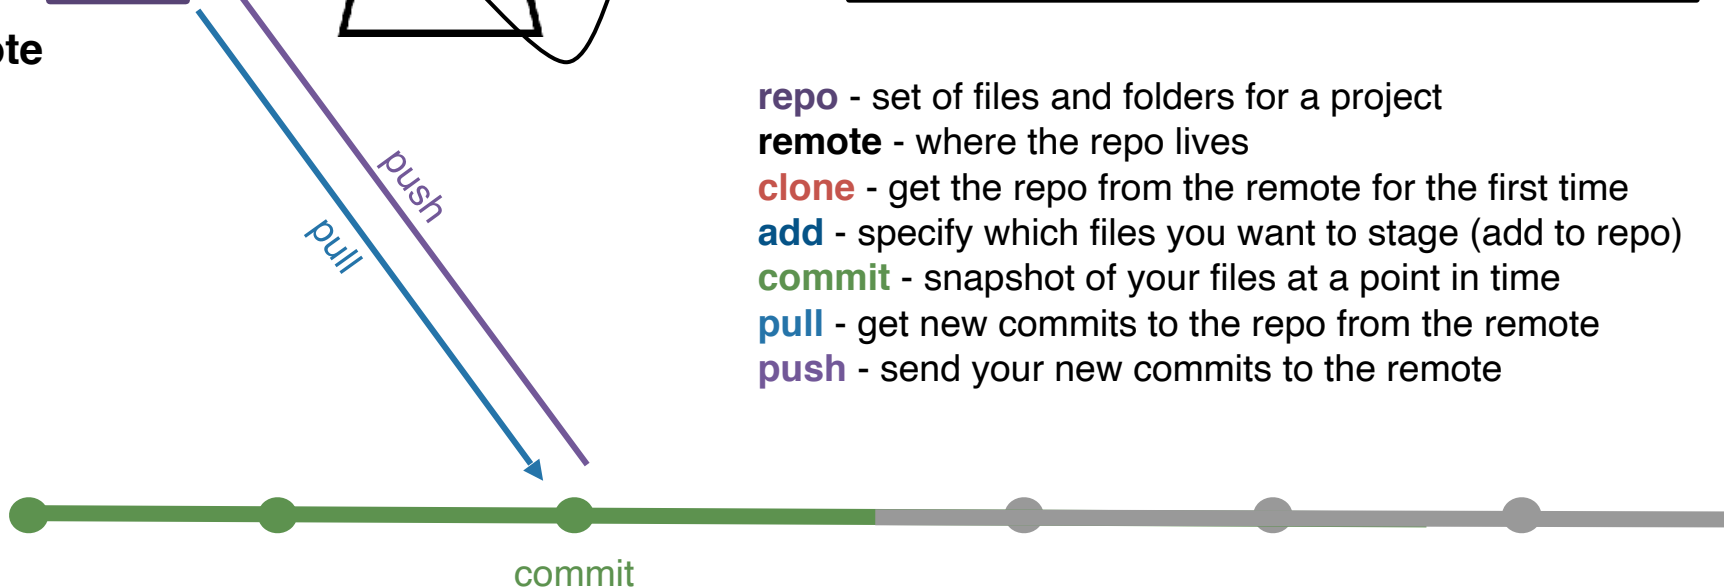 push
pull
repo - set of files and folders for a project
remote - where the repo lives
clone - get the repo from the remote for the first time
add - specify which files you want to stage (add to repo)
commit - snapshot of your files at a point in time
pull - get new commits to the repo from the remote
push - send your new commits to the remote
commit